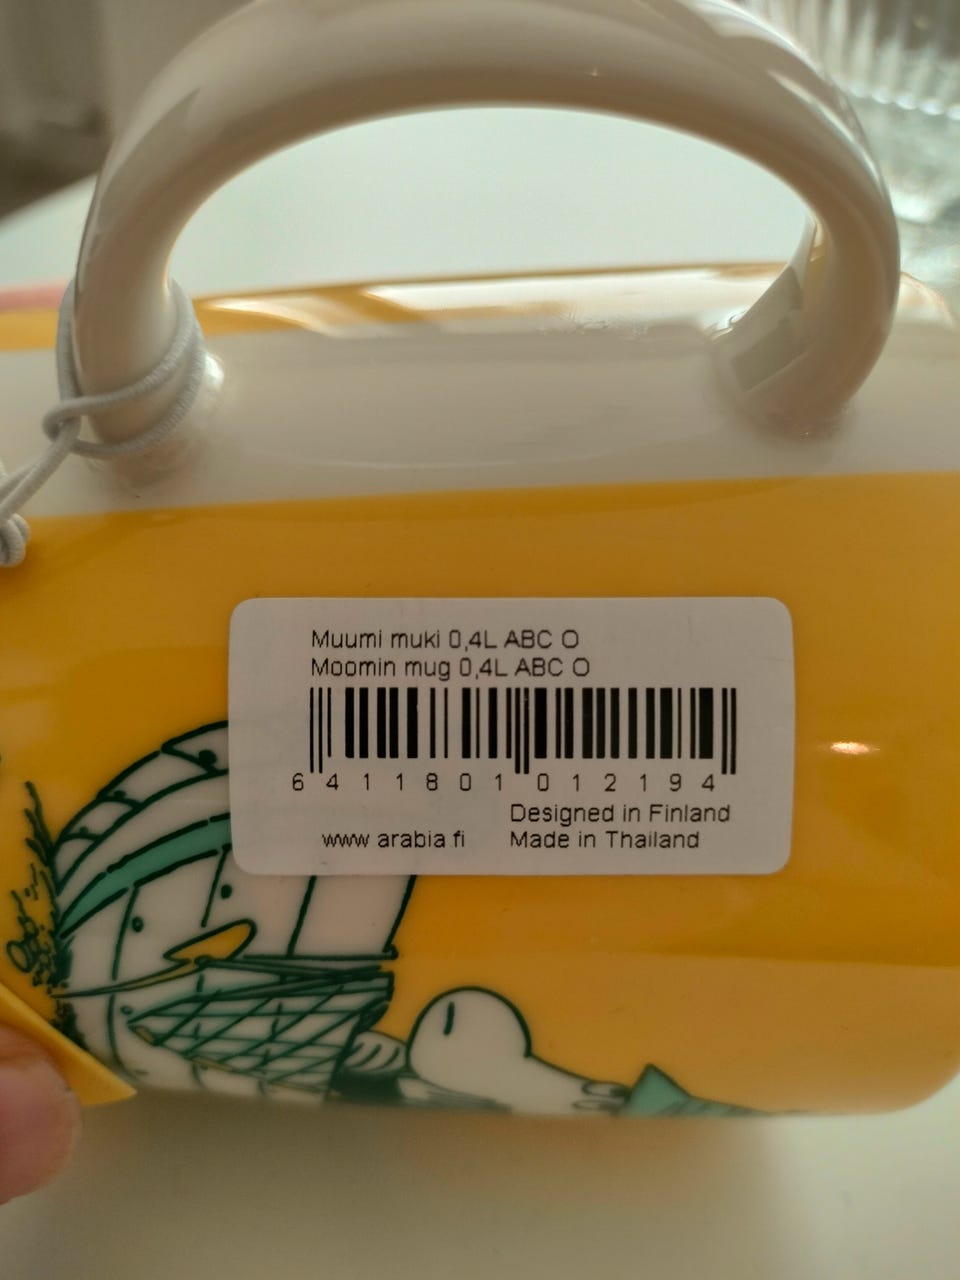 Muumi muki 0,4L ABC O
Moomin mug 0,4L ABC O
6 411801 012194
Designed in Finland
www arabia fi Made in Thailand